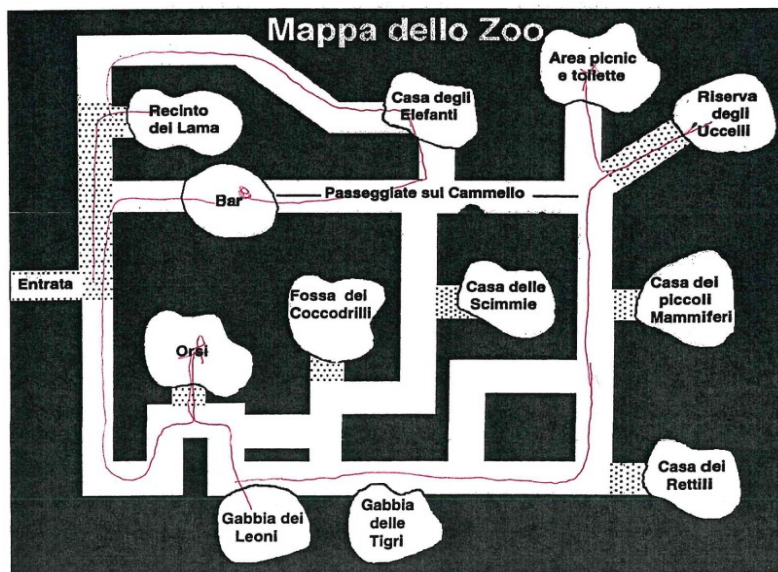 Mappa dello Zoo
Area picnic
e toilette
Riserva
degli
Uccelli
Casa degli
Elefanti
Recinto
dei Lama
Bar
Passeggiate sul Cammello
Entrata
Fossa dei
Coccodrilli
Casa delle
Scimmie
Casa dei
piccoli
Mammiferi
Orsi
Casa dei
Rettili
Gabbia dei
Leoni
Gabbia
delle
Tigri